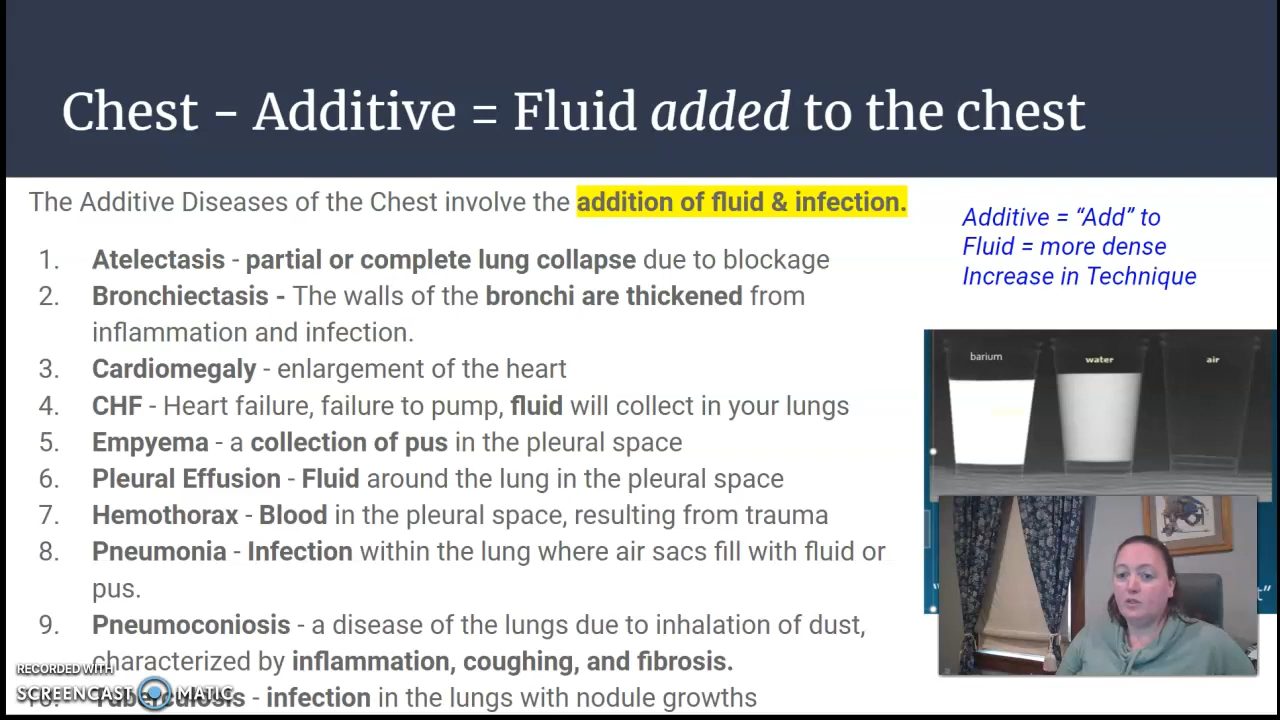 Chest - Additive = Fluid added to the chest
The Additive Diseases of the Chest involve the addition of fluid & infection.
1. Atelectasis - partial or complete lung collapse due to blockage
2. Bronchiectasis - The walls of the bronchi are thickened from
inflammation and infection.
3. Cardiomegaly - enlargement of the heart
4. CHF - Heart failure, failure to pump, fluid will collect in your lungs
5. Empyema - a collection of pus in the pleural space
6. Pleural Effusion - Fluid around the lung in the pleural space
7. Hemothorax - Blood in the pleural space, resulting from trauma
8. Pneumonia - Infection within the lung where air sacs fill with fluid or
pus.
9. Pneumoconiosis - a disease of the lungs due to inhalation of dust,
characterized by inflammation, coughing, and fibrosis.
10. Tuberculosis - infection in the lungs with nodule growths
Additive = “Add” to
Fluid = more dense
Increase in Technique
barium
water
air
RECORDED WITH
SCREENCAST MATIC